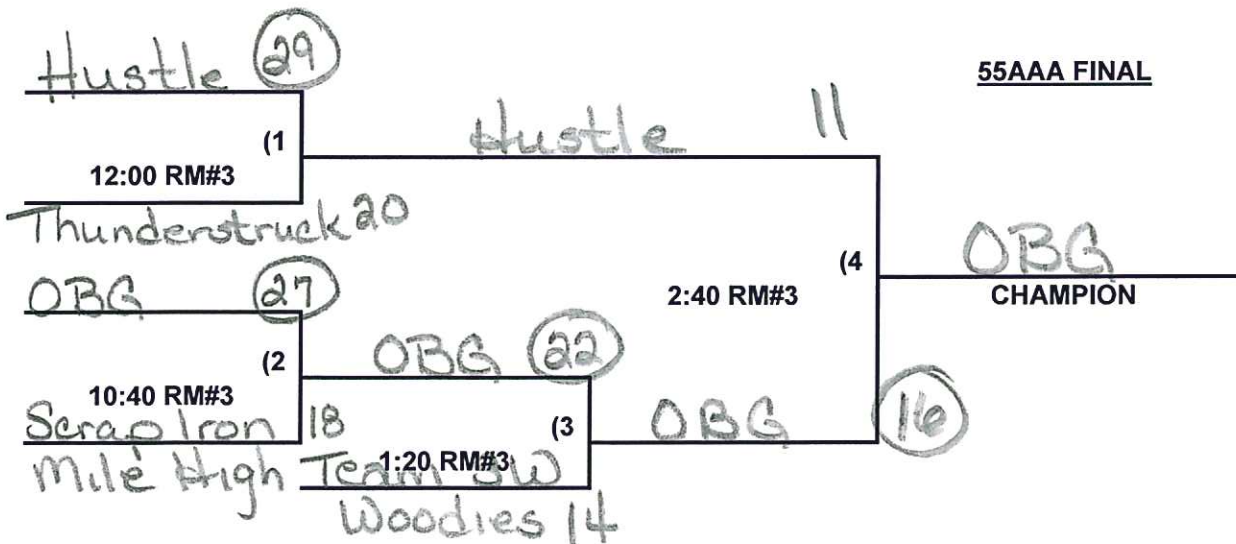 Hustle 29
55AAA FINAL
(1
Hustle 11
12:00 RM#3
Thunderstruck 20
(4
OBG
OBG 27
2:40 RM#3
CHAMPION
(2
OBG 22
10:40 RM#3
Scrap Iron 18
(3
OBG 16
Mile High
1:20 RM#3
Team SW
Woodies 14